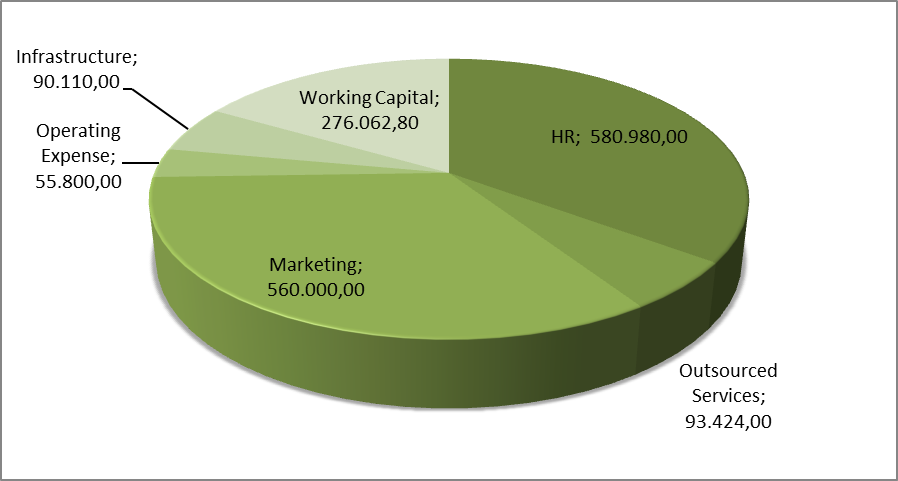 Infrastructure;
90.110,00
Working Capital;
276.062,80
HR;  580.980,00
Operating
Expense;
55.800,00
Marketing;
560.000,00
Outsourced
Services;
93.424,00